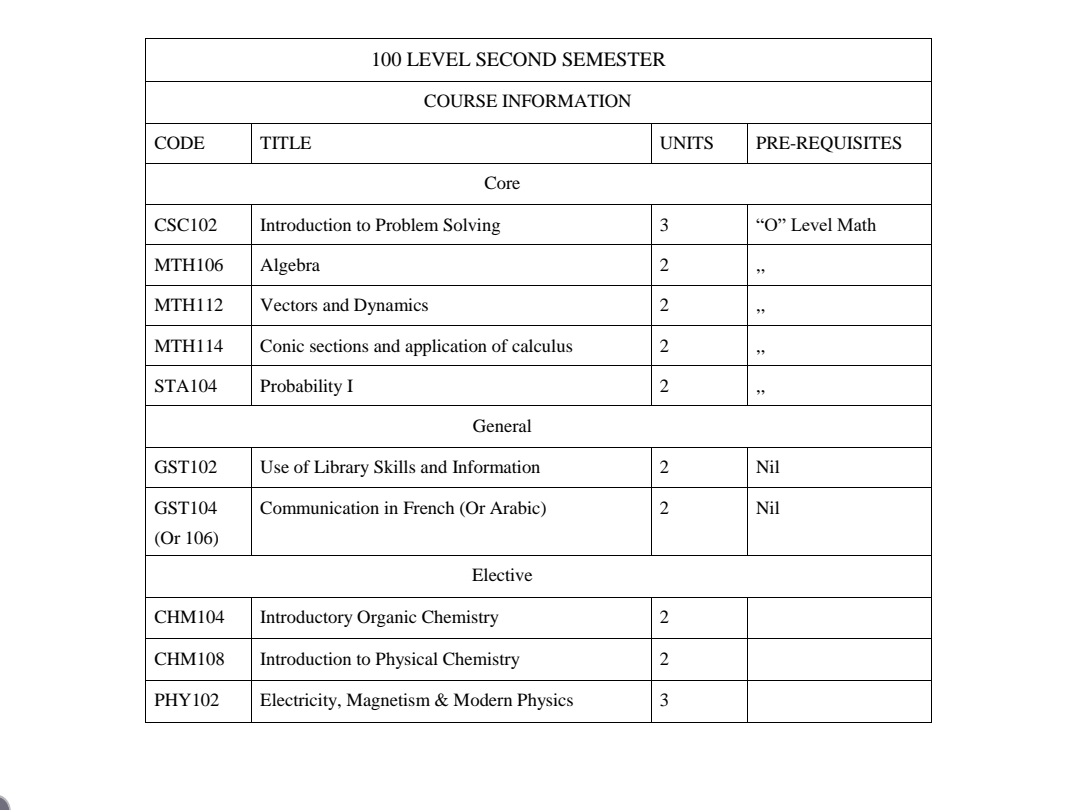 100 LEVEL SECOND SEMESTER
COURSE INFORMATION
CODE TITLE UNITS PRE-REQUISITES
Core
CSC102 Introduction to Problem Solving 3 “O” Level Math
MTH106 Algebra 2 ,,
MTH112 Vectors and Dynamics 2 ,,
MTH114 Conic sections and application of calculus 2 ,,
STA104 Probability I 2 ,,
General
GST102 Use of Library Skills and Information 2 Nil
GST104 Communication in French (Or Arabic) 2 Nil
(Or 106)
Elective
CHM104 Introductory Organic Chemistry 2
CHM108 Introduction to Physical Chemistry 2
PHY102 Electricity, Magnetism & Modern Physics 3